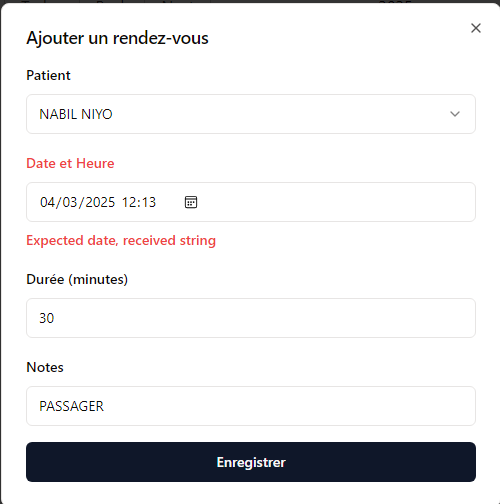 Ajouter un rendez-vous
Patient
NABIL NIYO
Date et Heure
04/03/2025 12:13
Expected date, received string
Durée (minutes)
30
Notes
PASSAGER
Enregistrer